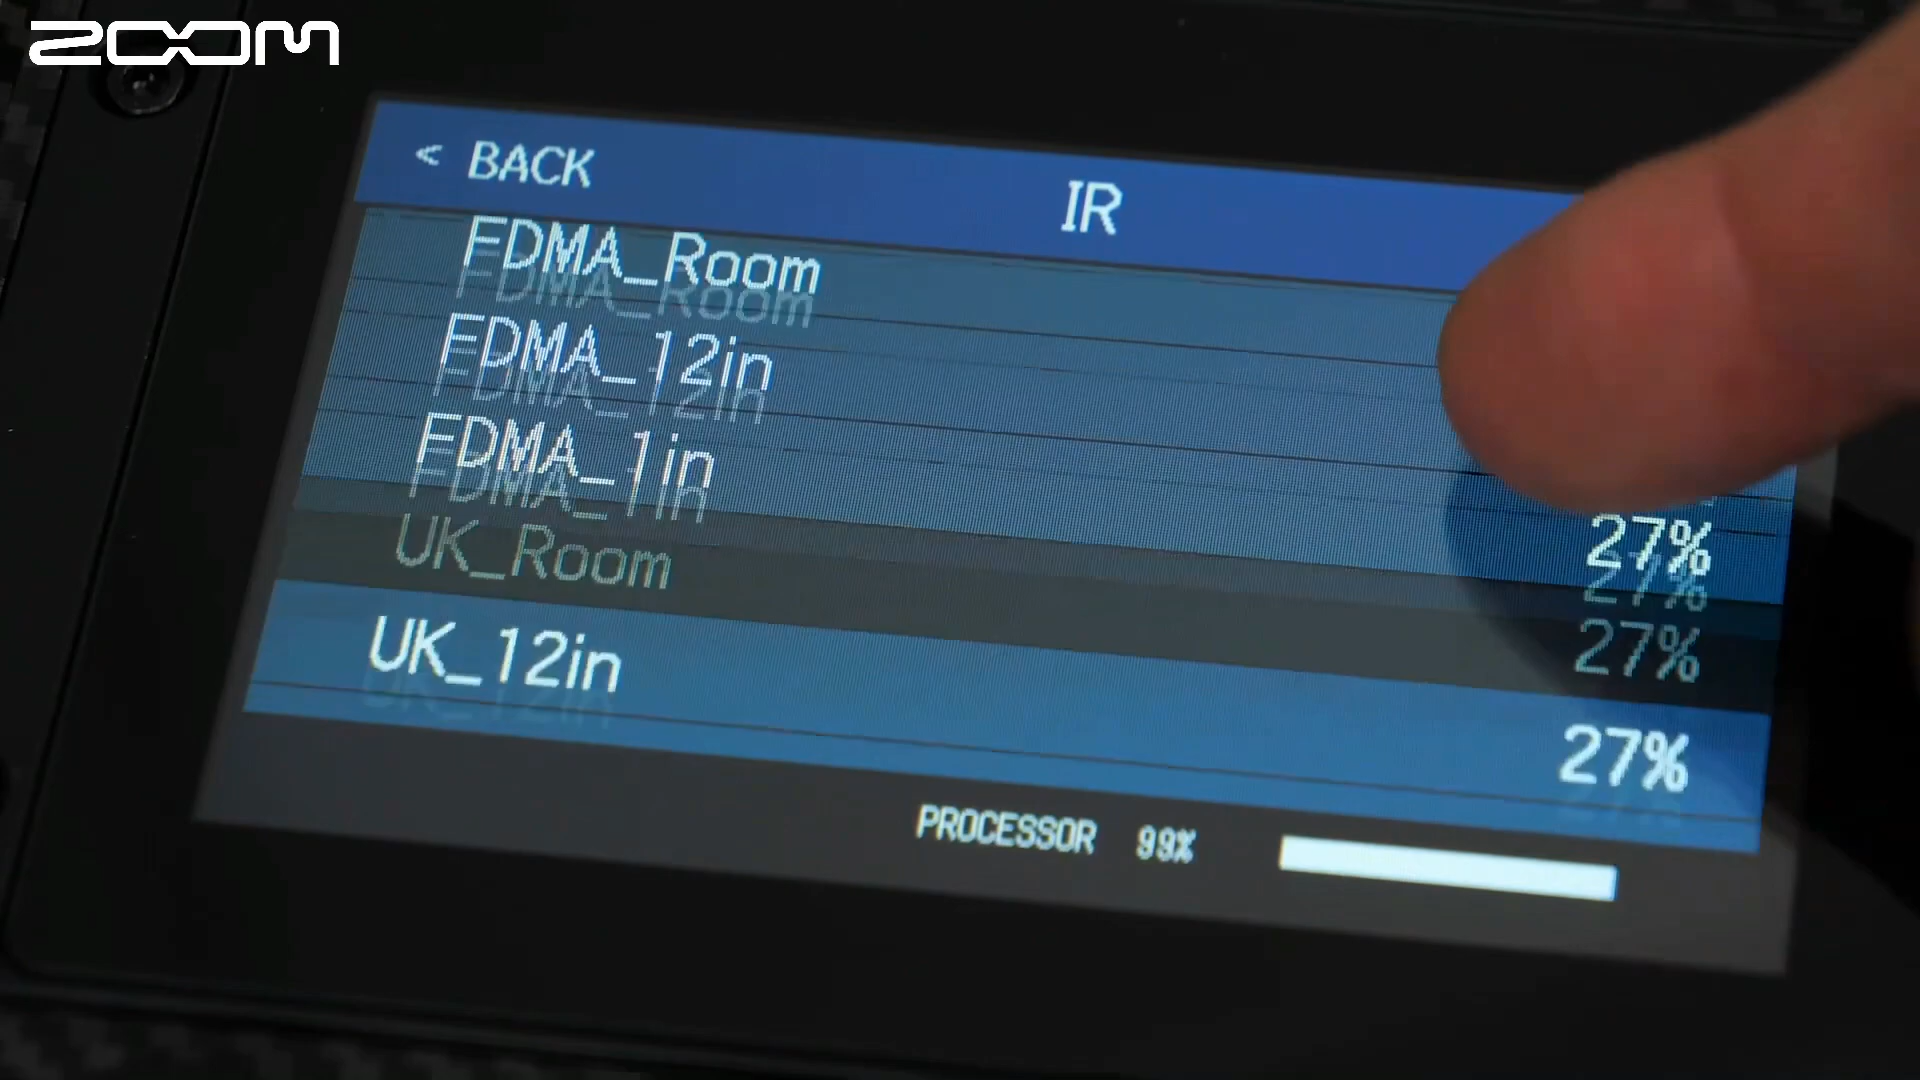 ZOOM
< BACK
IR
FDMA_Room
FDMA_12in
FDMA_1in
27%
UK_Room
27%
UK_12in
27%
PROCESSOR 99%